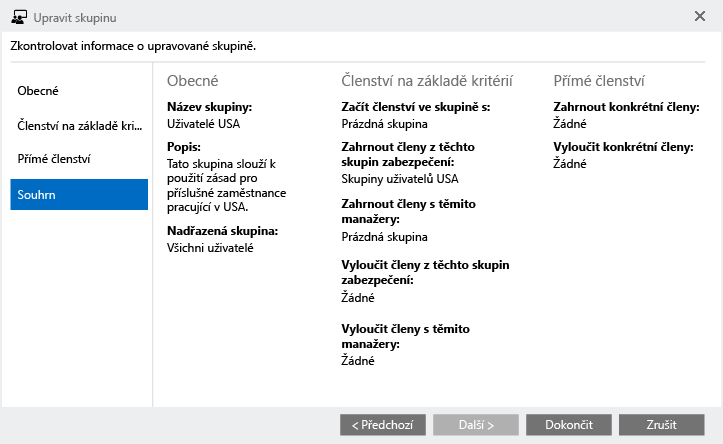 Upravit skupinu
Zkontrolovat informace o upravované skupině.
Obecné
Členství na základě kri...
Přímé členství
Souhrn
Obecné
Název skupiny:
Uživatelé USA
Popis:
Tato skupina slouží k
použití zásad pro
příslušné zaměstnance
pracující v USA.
Nadřazená skupina:
Všichni uživatelé
Členství na základě kritérií
Začít členství ve skupině s:
Prázdná skupina
Zahrnout členy z těchto
skupin zabezpečení:
Skupiny uživatelů USA
Zahrnout členy s těmito
manažery:
Prázdná skupina
Vyloučit členy z těchto skupin
zabezpečení:
Žádné
Vyloučit členy s těmito
manažery:
Žádné
Přímé členství
Zahrnout konkrétní členy:
Žádné
Vyloučit konkrétní členy:
Žádné
< Předchozí
Další >
Dokončit
Zrušit